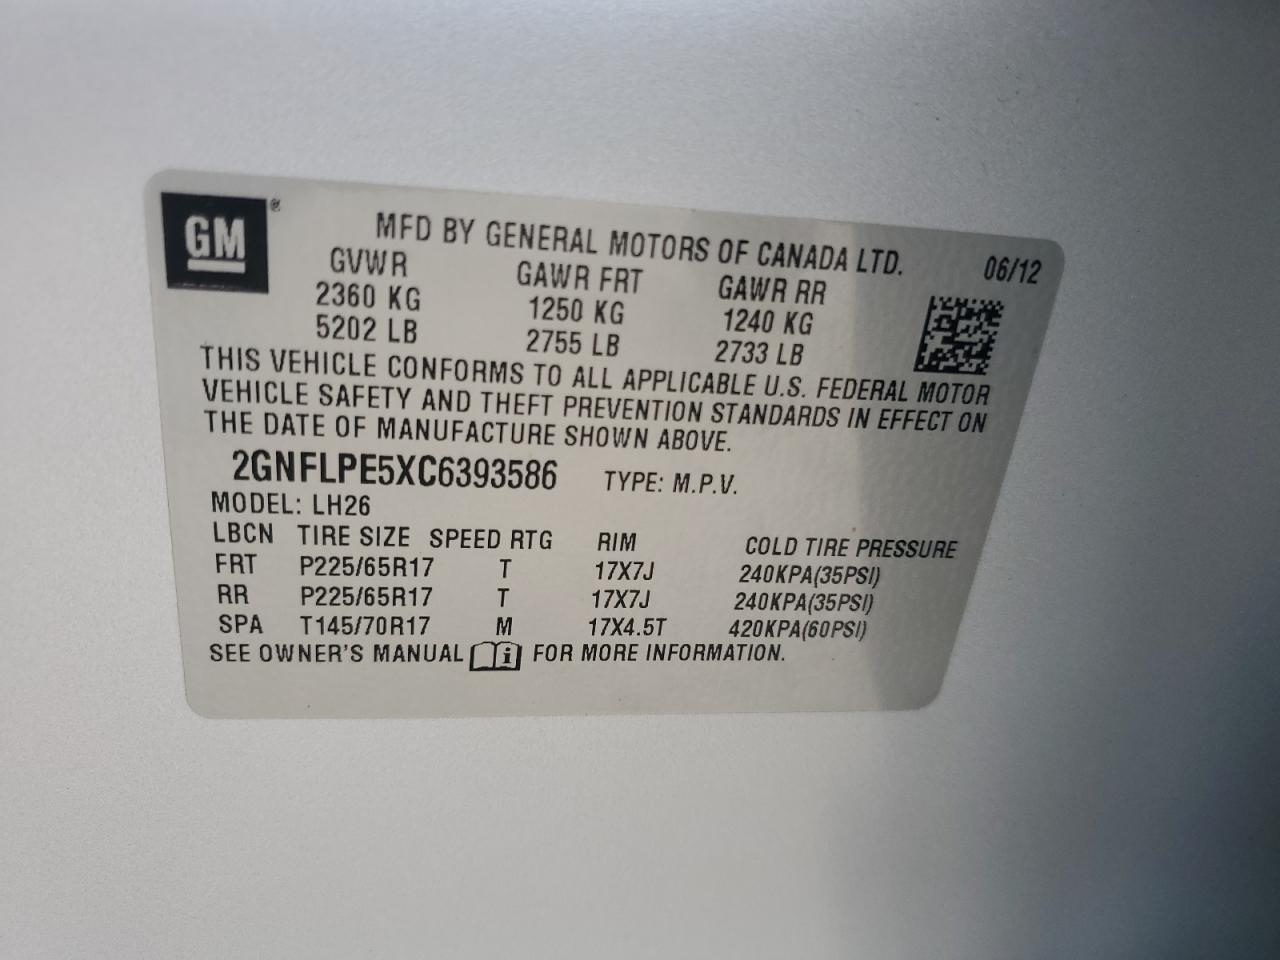 GM®
MFD BY GENERAL MOTORS OF CANADA LTD. 06/12
GVWR GAWR FRT GAWR RR
2360 KG 1250 KG 1240 KG
5202 LB 2755 LB 2733 LB
THIS VEHICLE CONFORMS TO ALL APPLICABLE U.S. FEDERAL MOTOR
VEHICLE SAFETY AND THEFT PREVENTION STANDARDS IN EFFECT ON
THE DATE OF MANUFACTURE SHOWN ABOVE.
2GNFLPE5XC6393586 TYPE: M.P.V.
MODEL: LH26
LBCN TIRE SIZE SPEED RTG RIM COLD TIRE PRESSURE
FRT P225/65R17 T 17X7J 240KPA(35PSI)
RR P225/65R17 T 17X7J 240KPA(35PSI)
SPA T145/70R17 M 17X4.5T 420KPA(60PSI)
SEE OWNER'S MANUAL i FOR MORE INFORMATION.